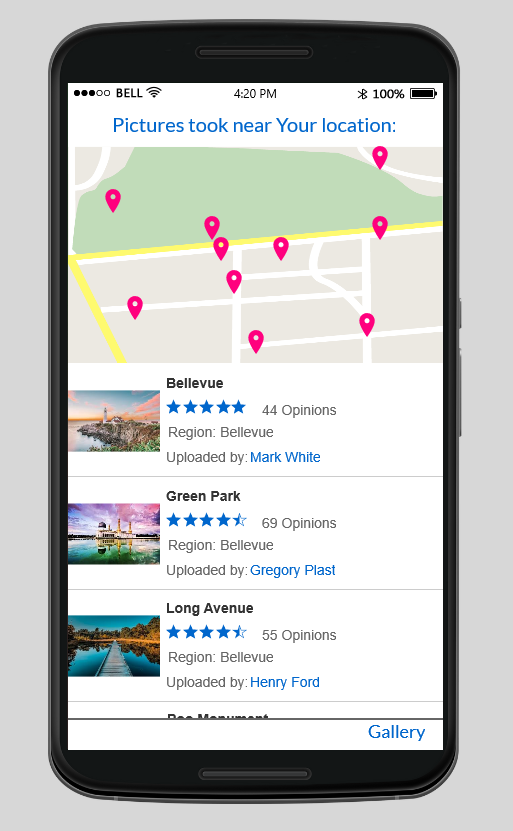 BELL 4:20 PM 100%
Pictures took near Your location:
Bellevue
44 Opinions
Region: Bellevue
Uploaded by: Mark White
Green Park
69 Opinions
Region: Bellevue
Uploaded by: Gregory Plast
Long Avenue
55 Opinions
Region: Bellevue
Uploaded by: Henry Ford
Monument
Gallery